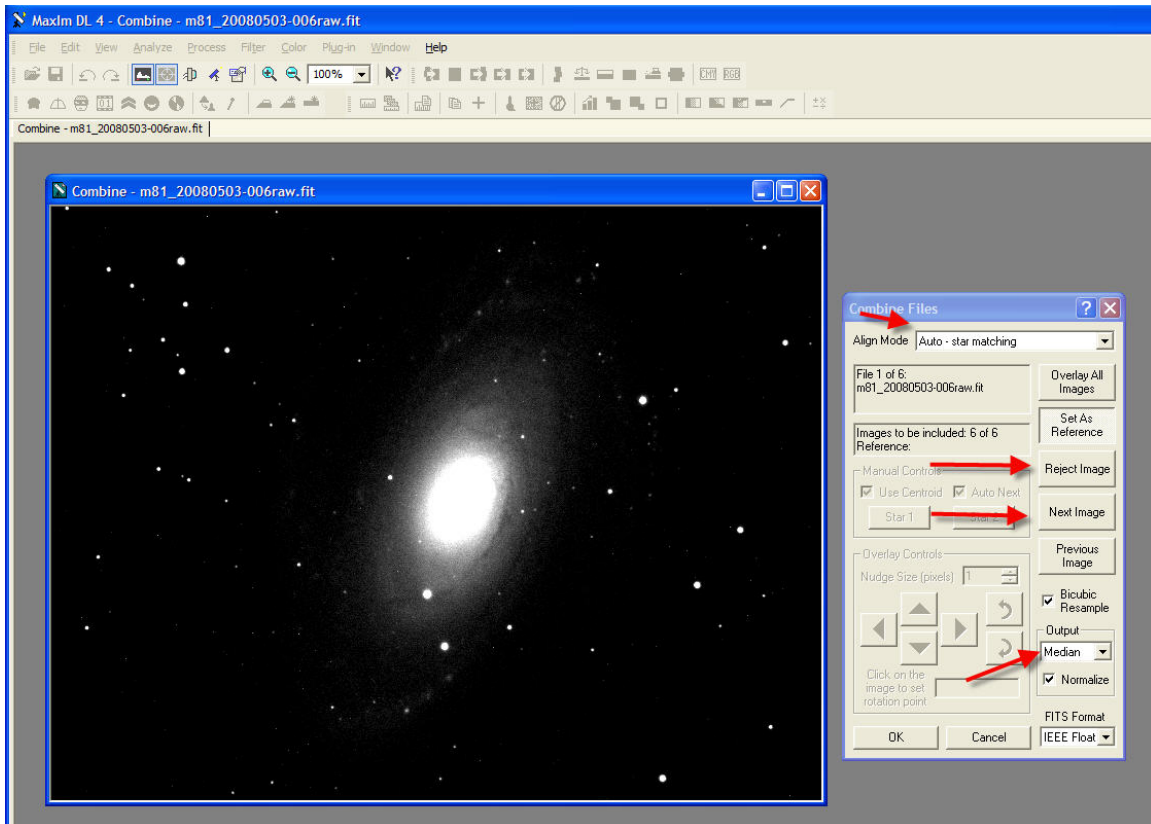 MaxIm DL 4 - Combine - m81_20080503-006raw.fit
File Edit View Analyze Process Filter Color Plug-in Window Help
100%
CMY RGB
Combine - m81_20080503-006raw.fit
Combine - m81_20080503-006raw.fit
Combine Files
Align Mode Auto - star matching
File 1 of 6:
m81_20080503-006raw.fit
Overlay All
Images
Set As
Reference
Images to be included: 6 of 6
Reference:
Reject Image
Manual Controls
Use Centroid Auto Next
Star 1 Star 2
Next Image
Previous
Image
Overlay Controls
Nudge Size (pixels) 1
Bicubic
Resample
Output
Median
Normalize
Click on the
image to set
rotation point
FITS Format
OK Cancel IEEE Float